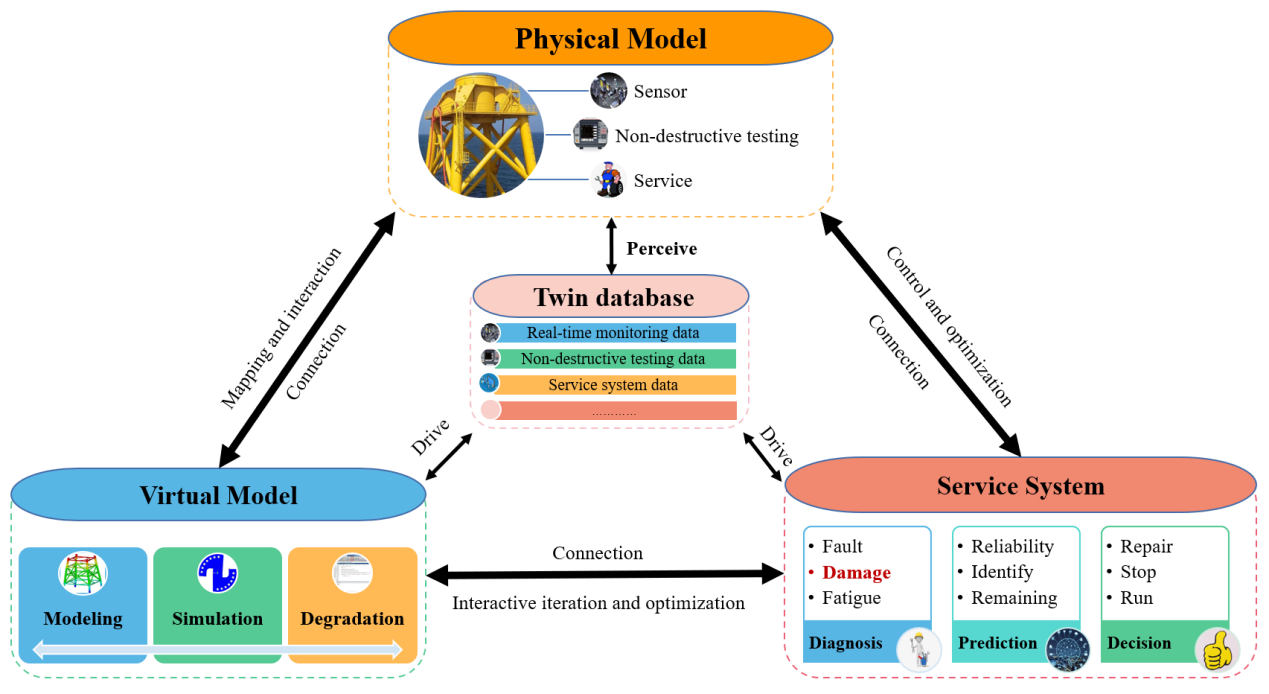 Physical Model
Sensor
Non-destructive testing
Service
Mapping and interaction
Connection
Perceive
Control and optimization
Connection
Twin database
Real-time monitoring data
Non-destructive testing data
Service system data
…………
Drive
Drive
Virtual Model
Modeling
Simulation
Degradation
Connection
Interactive iteration and optimization
Service System
• Fault
• Damage
• Fatigue
Diagnosis
• Reliability
• Identify
• Remaining
Prediction
• Repair
• Stop
• Run
Decision